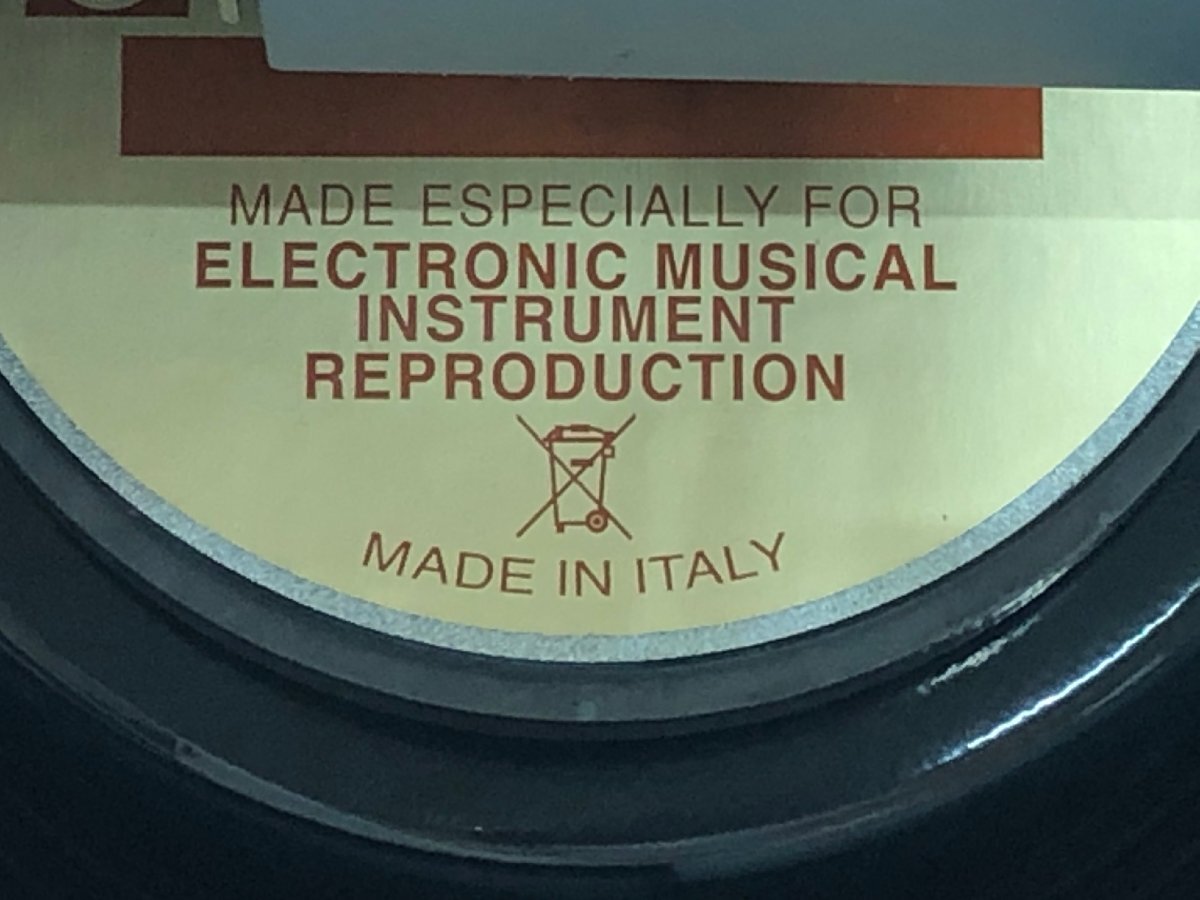 MADE ESPECIALLY FOR
ELECTRONIC MUSICAL
INSTRUMENT
REPRODUCTION
MADE IN ITALY